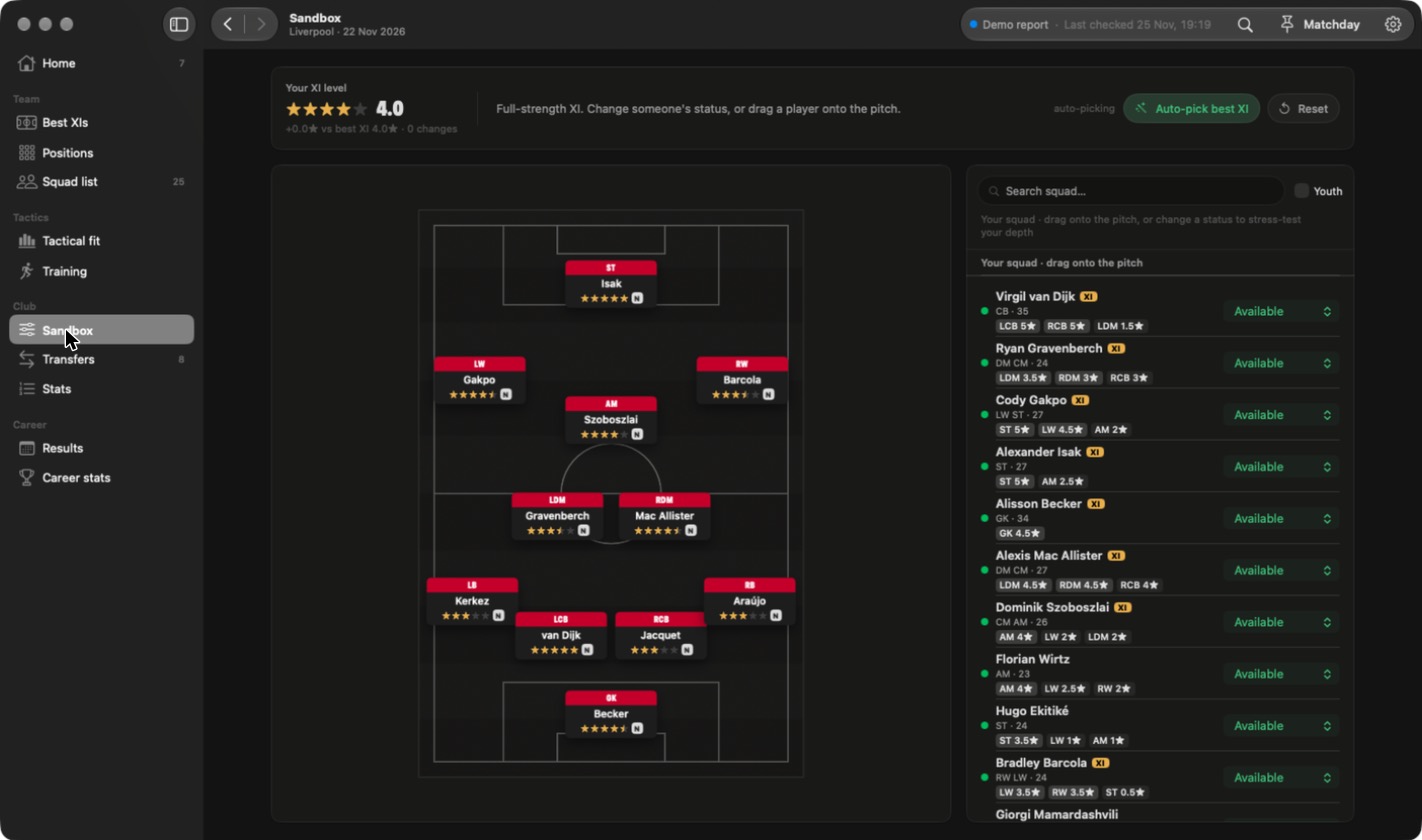 Sandbox
Liverpool · 22 Nov 2026
Demo report · Last checked 25 Nov, 19:19
Matchday
Home 7
Team
Best XIs
Positions
Squad list 25
Tactics
Tactical fit
Training
Club
Sandbox
Transfers 8
Stats
Career
Results
Career stats
Your XI level
★★★★★ 4.0
+0.0★ vs best XI 4.0★ · 0 changes
Full-strength XI. Change someone's status, or drag a player onto the pitch.
auto-picking
Auto-pick best XI
Reset
ST
Isak
N
LW
Gakpo
N
RW
Barcola
N
AM
Szoboszlai
N
LDM
Gravenberch
N
RDM
Mac Allister
N
LB
Kerkez
N
RB
Araújo
N
LCB
van Dijk
N
RCB
Jacquet
N
GK
Becker
N
Search squad...
Youth
Your squad · drag onto the pitch, or change a status to stress-test
your depth
Your squad · drag onto the pitch
Virgil van Dijk XI
CB · 35
LCB 5★ RCB 5★ LDM 1.5★
Available
Ryan Gravenberch XI
DM CM · 24
LDM 3.5★ RDM 3★ RCB 3★
Available
Cody Gakpo XI
LW ST · 27
ST 5★ LW 4.5★ AM 2★
Available
Alexander Isak XI
ST · 27
ST 5★ AM 2.5★
Available
Alisson Becker XI
GK · 34
GK 4.5★
Available
Alexis Mac Allister XI
DM CM · 27
LDM 4.5★ RDM 4.5★ RCB 4★
Available
Dominik Szoboszlai XI
CM AM · 26
AM 4★ LW 2★ LDM 2★
Available
Florian Wirtz
AM · 23
AM 4★ LW 2.5★ RW 2★
Available
Hugo Ekitiké
ST · 24
ST 3.5★ LW 1★ AM 1★
Available
Bradley Barcola XI
RW LW · 24
LW 3.5★ RW 3.5★ ST 0.5★
Available
Giorgi Mamardashvili